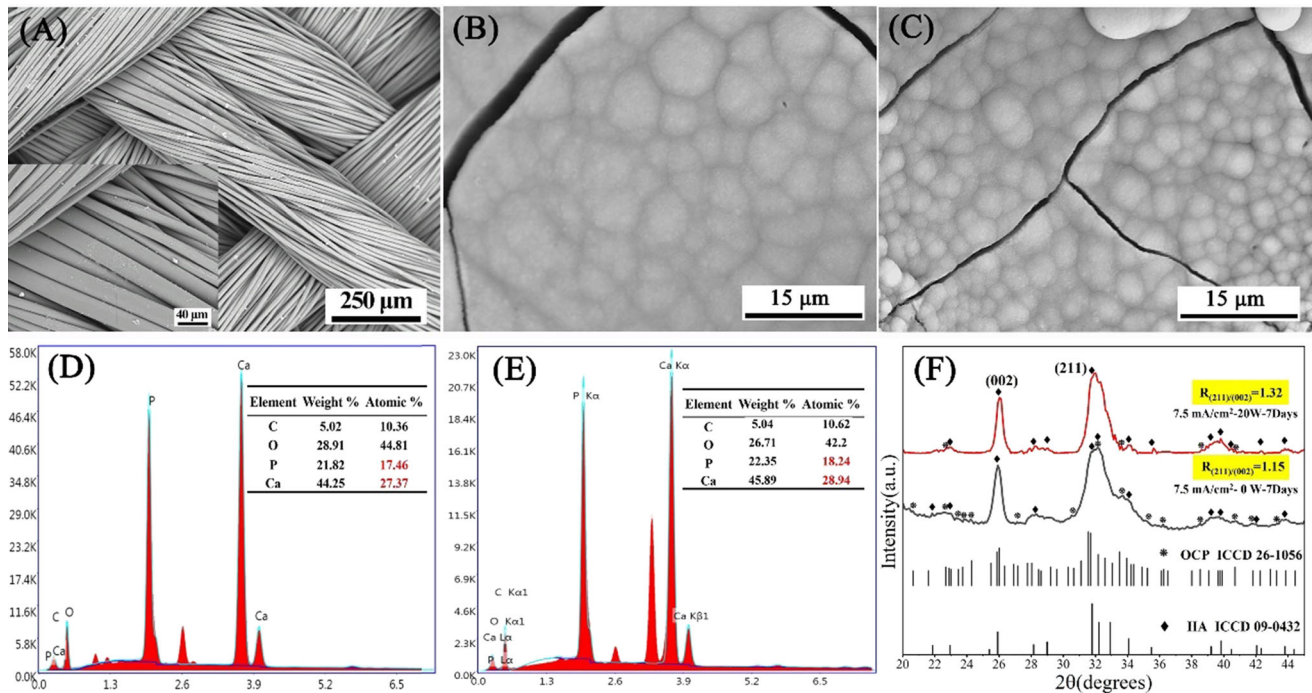 (A)
40 μm
250 μm
(B)
15 μm
(C)
15 μm
(D)
58.0K
52.2K
46.4K
40.6K
34.8K
29.0K
23.2K
17.4K
11.6K
5.8K
0.0K
C
O
P
Ca
P
Ca
Ca
Element Weight % Atomic %
C 5.02 10.36
O 28.91 44.81
P 21.82 17.46
Ca 44.25 27.37
1.3 2.6 3.9 5.2 6.5
(E)
23.0K
20.7K
18.4K
16.1K
13.8K
11.5K
9.2K
6.9K
4.6K
2.3K
0.0K
C Kα1
O Kα1
Ca Lα
P Lα
P Kα
Ca Kα
Ca Kβ1
Element Weight % Atomic %
C 5.04 10.62
O 26.71 42.2
P 22.35 18.24
Ca 45.89 28.94
0.0 1.3 2.6 3.9 5.2 6.5
(F)
(002)
(211)
R(211)/(002)=1.32
7.5 mA/cm²-20W-7Days
R(211)/(002)=1.15
7.5 mA/cm²- 0 W-7Days
OCP ICCD 26-1056
HA ICCD 09-0432
Intensity(a.u.)
20 22 24 26 28 30 32 34 36 38 40 42 44
2θ(degrees)